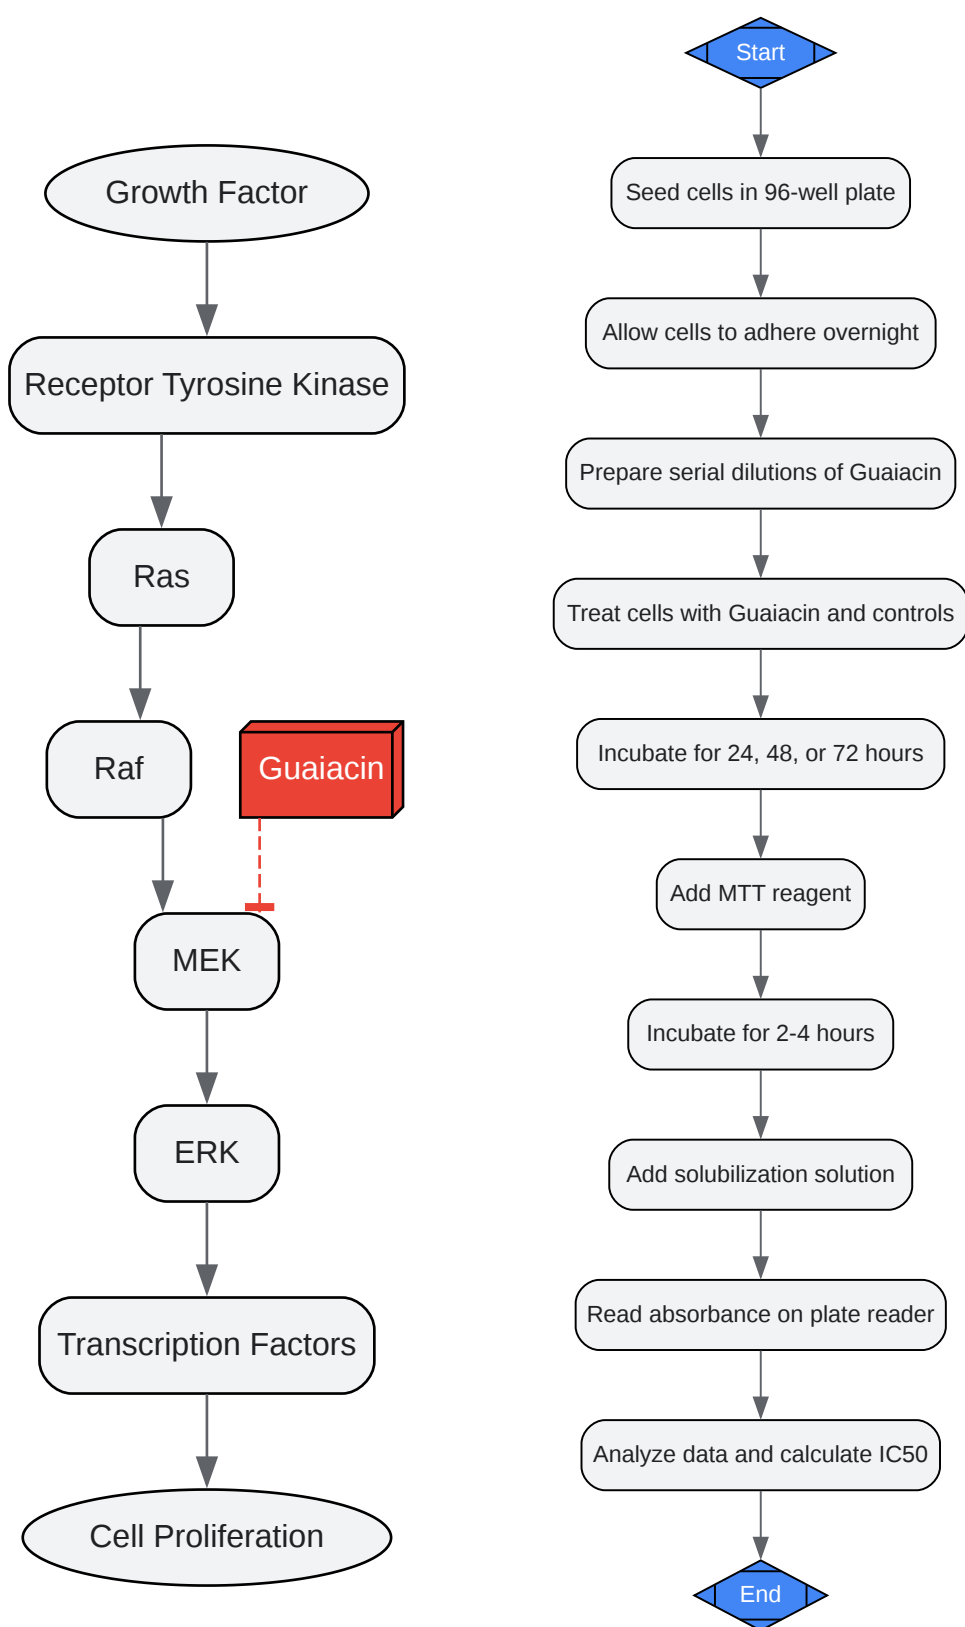 Growth Factor
Receptor Tyrosine Kinase
Ras
Raf
Guaiacin
MEK
ERK
Transcription Factors
Cell Proliferation
Start
Seed cells in 96-well plate
Allow cells to adhere overnight
Prepare serial dilutions of Guaiacin
Treat cells with Guaiacin and controls
Incubate for 24, 48, or 72 hours
Add MTT reagent
Incubate for 2-4 hours
Add solubilization solution
Read absorbance on plate reader
Analyze data and calculate IC50
End